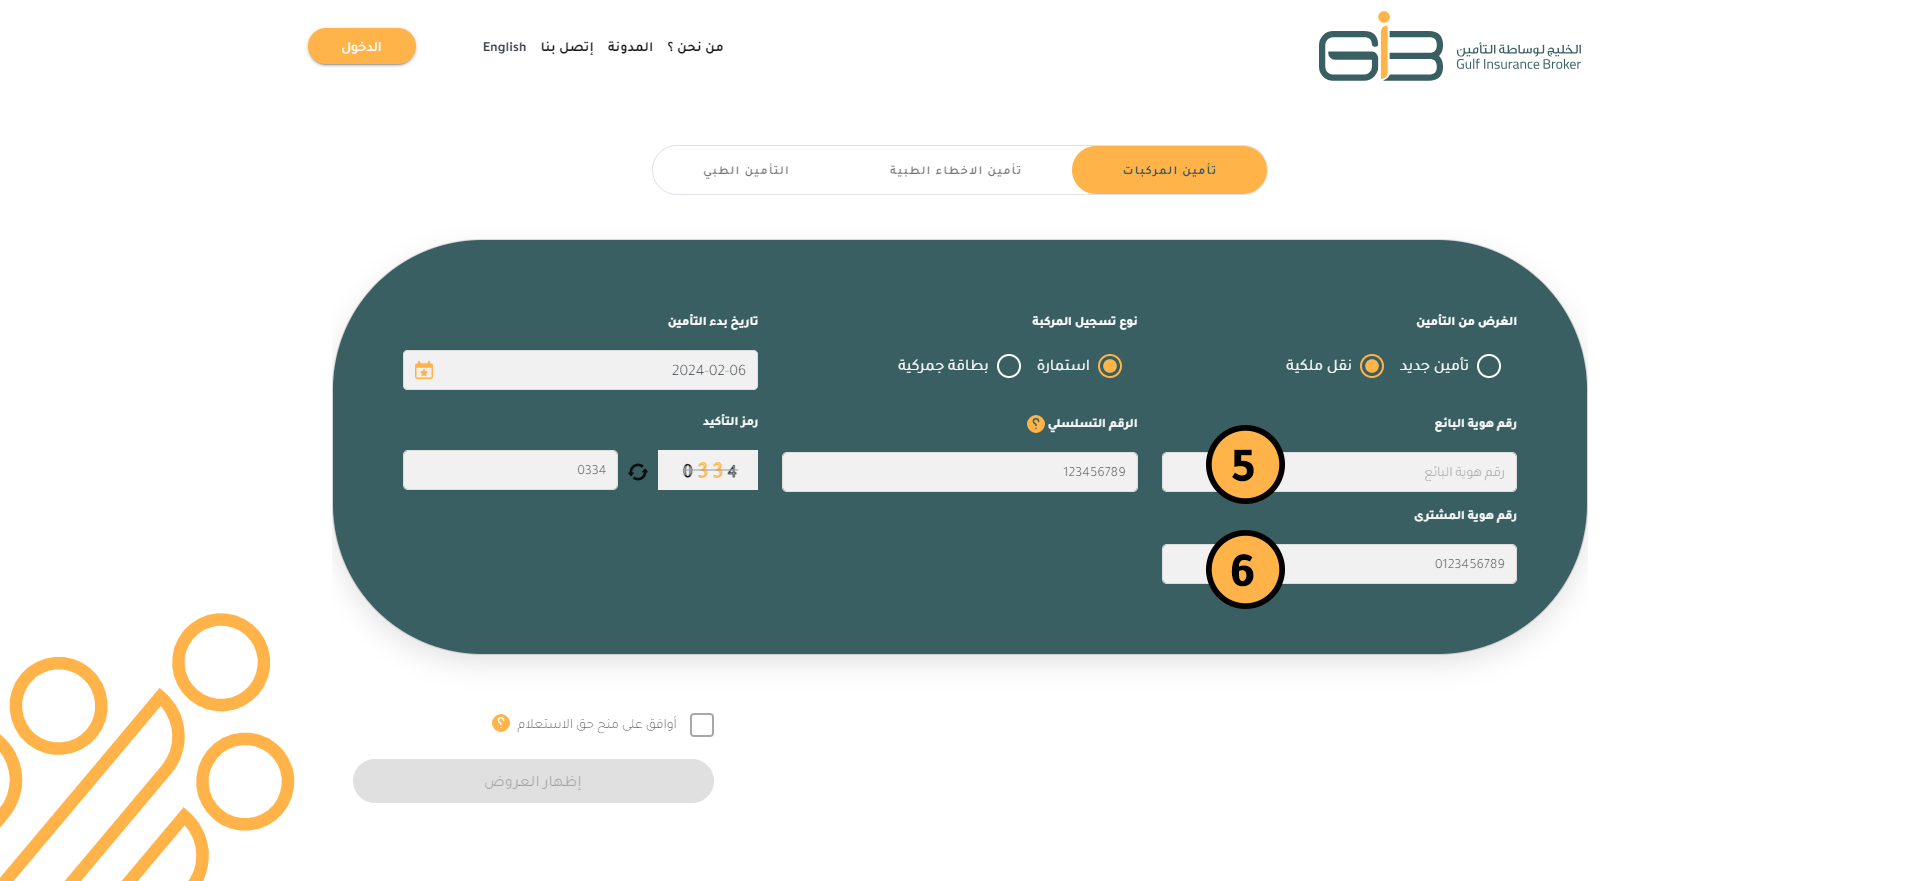 الخليج لوساطة التأمين
Gulf Insurance Broker
من نحن ؟
المدونة
إتصل بنا
English
الدخول
تأمين المركبات
تأمين الاخطاء الطبية
التأمين الطبي
الغرض من التأمين
تأمين جديد
نقل ملكية
نوع تسجيل المركبة
استمارة
بطاقة جمركية
تاريخ بدء التأمين
2024-02-06
رقم هوية البائع
رقم هوية البائع
5
الرقم التسلسلي ؟
123456789
رمز التأكيد
0334
0334
رقم هوية المشترى
0123456789
6
أوافق على منح حق الاستعلام ؟
إظهار العروض